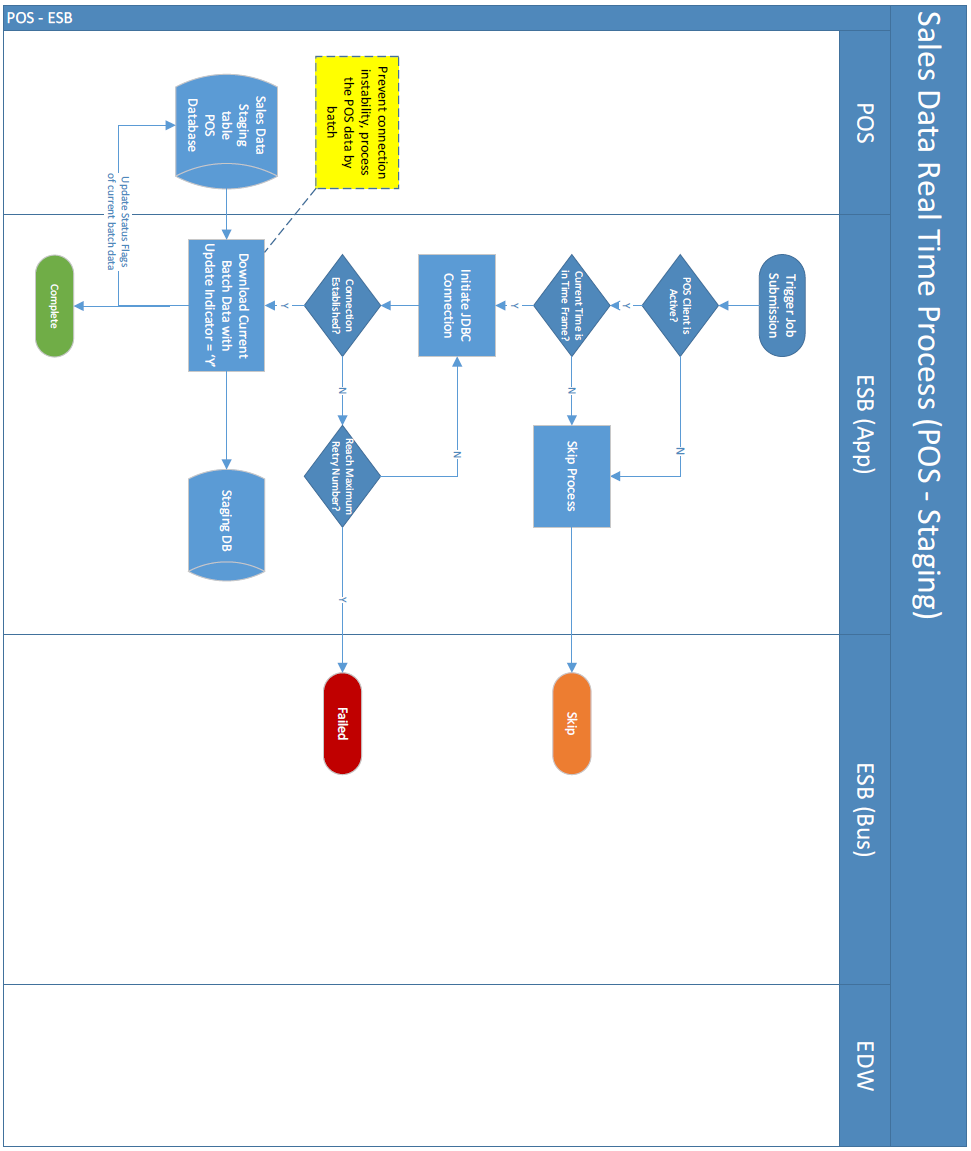 Sales Data Real Time Process (POS - Staging)
POS - ESB
POS
ESB (App)
ESB (Bus)
EDW
Trigger Job
Submission
POS Client Is
Active?
Y
N
Current Time is
in Time Frame?
Y
N
Skip Process
Skip
Initiate JDBC
Connection
Connection
Established?
Y
N
Reach Maximum
Retry Number?
N
Y
Failed
Prevent connection
instability, process
the POS data by
batch
Sales Data
Staging
table
POS
Database
Download Current
Batch Data with
Update Indicator = ‘Y’
Staging DB
Update Status Flags
of current batch data
Complete